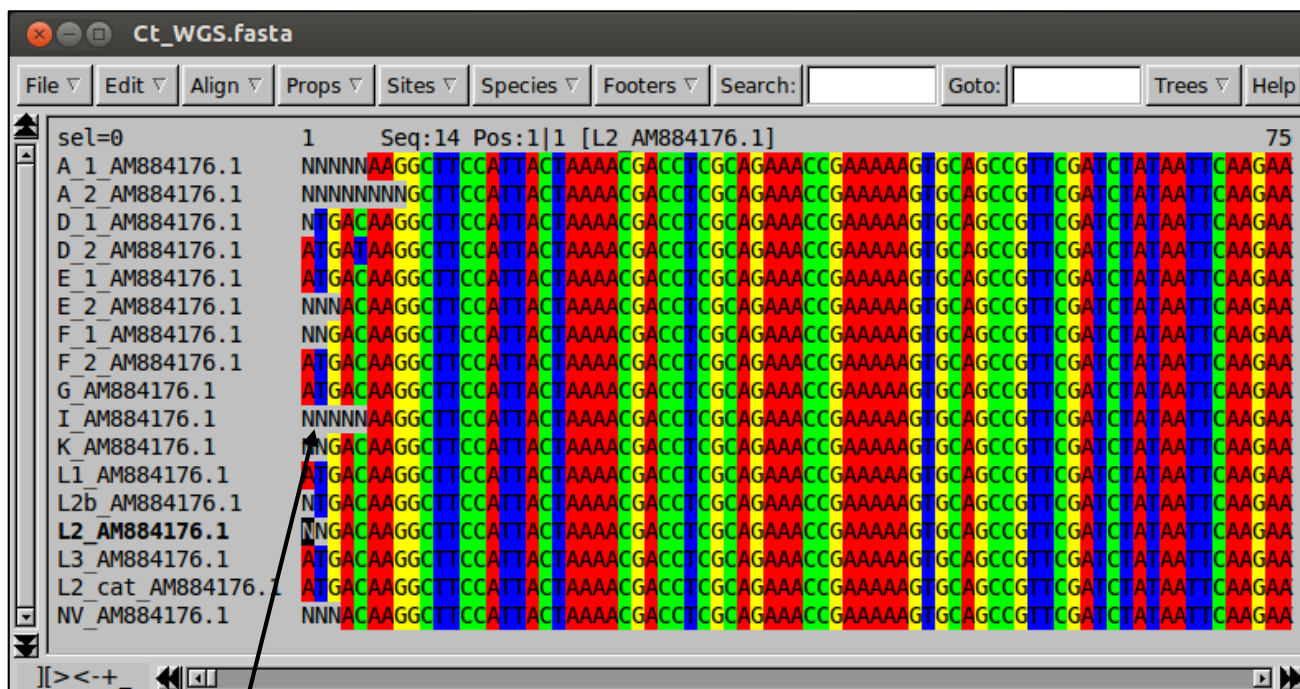 Ct_WGS.fasta
File Edit Align Props Sites Species Footers Search: Goto: Trees Help
sel=0 1 Seq:14 Pos:1|1 [L2_AM884176.1] 75
A_1_AM884176.1 NNNNNAAGGCTTCCATTACTAAAACGACCTCGCAGAAACCGAAAAAGTGCAGCCGTTCGATCTATAATTCAAGAA
A_2_AM884176.1 NNNNNNNNGCTTCCATTACTAAAACGACCTCGCAGAAACCGAAAAAGTGCAGCCGTTCGATCTATAATTCAAGAA
D_1_AM884176.1 NTGACAAGGCTTCCATTACTAAAACGACCTCGCAGAAACCGAAAAAGTGCAGCCGTTCGATCTATAATTCAAGAA
D_2_AM884176.1 ATGATAAGGCTTCCATTACTAAAACGACCTCGCAGAAACCGAAAAAGTGCAGCCGTTCGATCTATAATTCAAGAA
E_1_AM884176.1 ATGACAAGGCTTCCATTACTAAAACGACCTCGCAGAAACCGAAAAAGTGCAGCCGTTCGATCTATAATTCAAGAA
E_2_AM884176.1 NNNACAAGGCTTCCATTACTAAAACGACCTCGCAGAAACCGAAAAAGTGCAGCCGTTCGATCTATAATTCAAGAA
F_1_AM884176.1 NNGACAAGGCTTCCATTACTAAAACGACCTCGCAGAAACCGAAAAAGTGCAGCCGTTCGATCTATAATTCAAGAA
F_2_AM884176.1 ATGACAAGGCTTCCATTACTAAAACGACCTCGCAGAAACCGAAAAAGTGCAGCCGTTCGATCTATAATTCAAGAA
G_AM884176.1 ATGACAAGGCTTCCATTACTAAAACGACCTCGCAGAAACCGAAAAAGTGCAGCCGTTCGATCTATAATTCAAGAA
I_AM884176.1 NNNNNAAGGCTTCCATTACTAAAACGACCTCGCAGAAACCGAAAAAGTGCAGCCGTTCGATCTATAATTCAAGAA
K_AM884176.1 NNGACAAGGCTTCCATTACTAAAACGACCTCGCAGAAACCGAAAAAGTGCAGCCGTTCGATCTATAATTCAAGAA
L1_AM884176.1 ATGACAAGGCTTCCATTACTAAAACGACCTCGCAGAAACCGAAAAAGTGCAGCCGTTCGATCTATAATTCAAGAA
L2b_AM884176.1 NTGACAAGGCTTCCATTACTAAAACGACCTCGCAGAAACCGAAAAAGTGCAGCCGTTCGATCTATAATTCAAGAA
L2_AM884176.1 NNGACAAGGCTTCCATTACTAAAACGACCTCGCAGAAACCGAAAAAGTGCAGCCGTTCGATCTATAATTCAAGAA
L3_AM884176.1 ATGACAAGGCTTCCATTACTAAAACGACCTCGCAGAAACCGAAAAAGTGCAGCCGTTCGATCTATAATTCAAGAA
L2_cat_AM884176.1 ATGACAAGGCTTCCATTACTAAAACGACCTCGCAGAAACCGAAAAAGTGCAGCCGTTCGATCTATAATTCAAGAA
NV_AM884176.1 NNNACAAGGCTTCCATTACTAAAACGACCTCGCAGAAACCGAAAAAGTGCAGCCGTTCGATCTATAATTCAAGAA
][><-+_